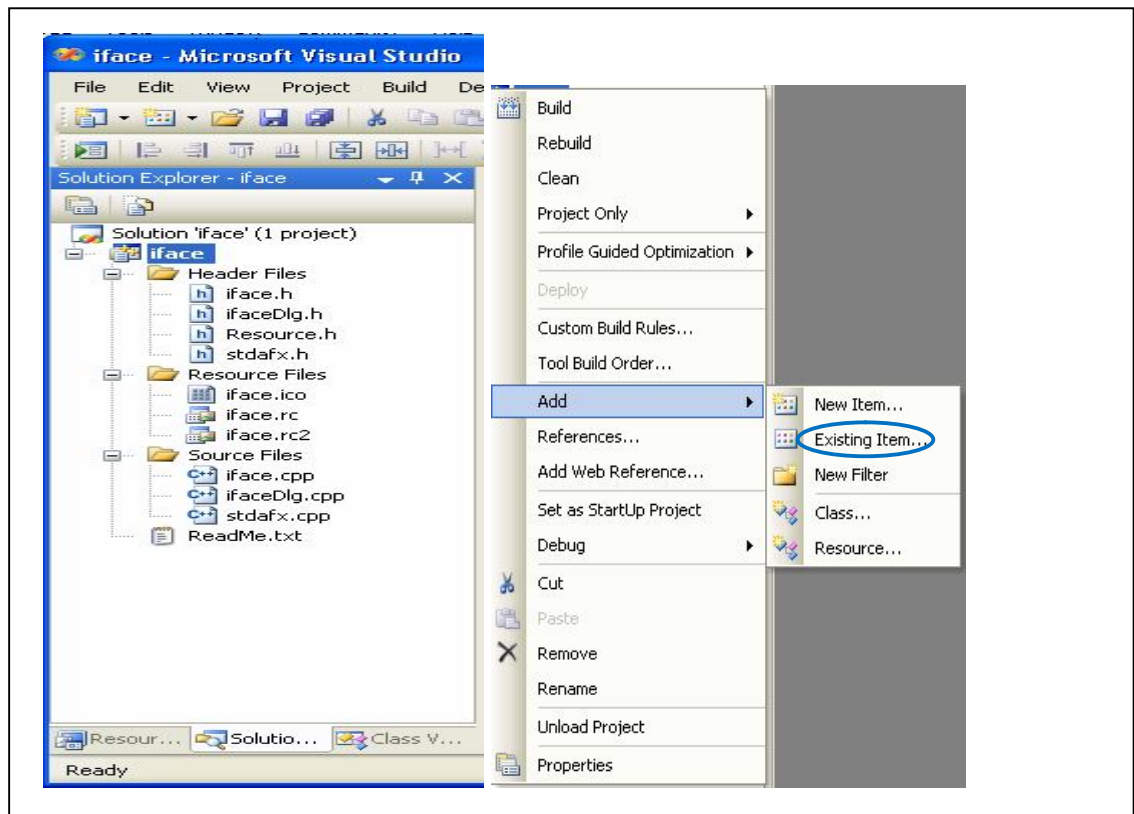 iface - Microsoft Visual Studio
File Edit View Project Build De
Solution Explorer - iface
Solution 'iface' (1 project)
iface
Header Files
iface.h
ifaceDlg.h
Resource.h
stdafx.h
Resource Files
iface.ico
iface.rc
iface.rc2
Source Files
iface.cpp
ifaceDlg.cpp
stdafx.cpp
ReadMe.txt
Resour... Solutio... Class V...
Ready
Build
Rebuild
Clean
Project Only
Profile Guided Optimization
Deploy
Custom Build Rules...
Tool Build Order...
Add
References...
Add Web Reference...
Set as StartUp Project
Debug
Cut
Paste
Remove
Rename
Unload Project
Properties
New Item...
Existing Item...
New Filter
Class...
Resource...